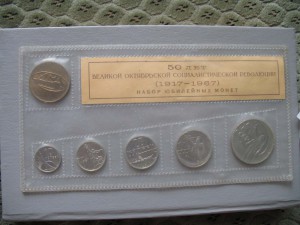 50 лет
ВЕЛИКОЙ ОКТЯБРЬСКОЙ СОЦИАЛИСТИЧЕСКОЙ РЕВОЛЮЦИИ
(1917-1967)
НАБОР ЮБИЛЕЙНЫХ МОНЕТ